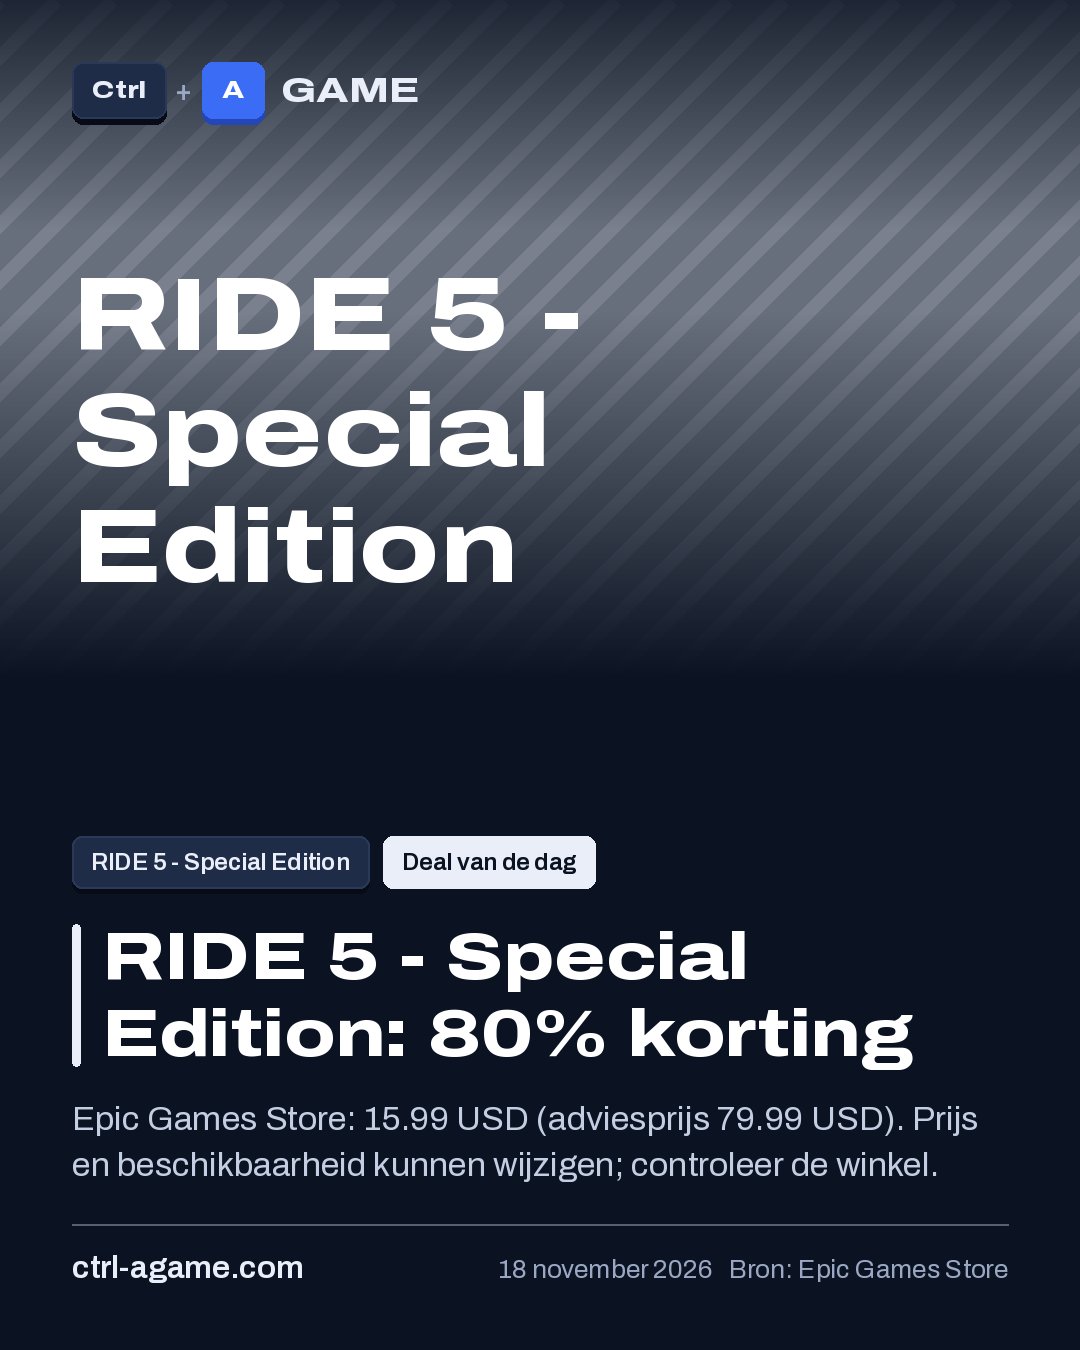 Ctrl + A GAME
RIDE 5 -
Special
Edition
RIDE 5 - Special Edition
Deal van de dag
RIDE 5 - Special
Edition: 80% korting
Epic Games Store: 15.99 USD (adviesprijs 79.99 USD). Prijs
en beschikbaarheid kunnen wijzigen; controleer de winkel.
ctrl-agame.com
18 november 2026 Bron: Epic Games Store